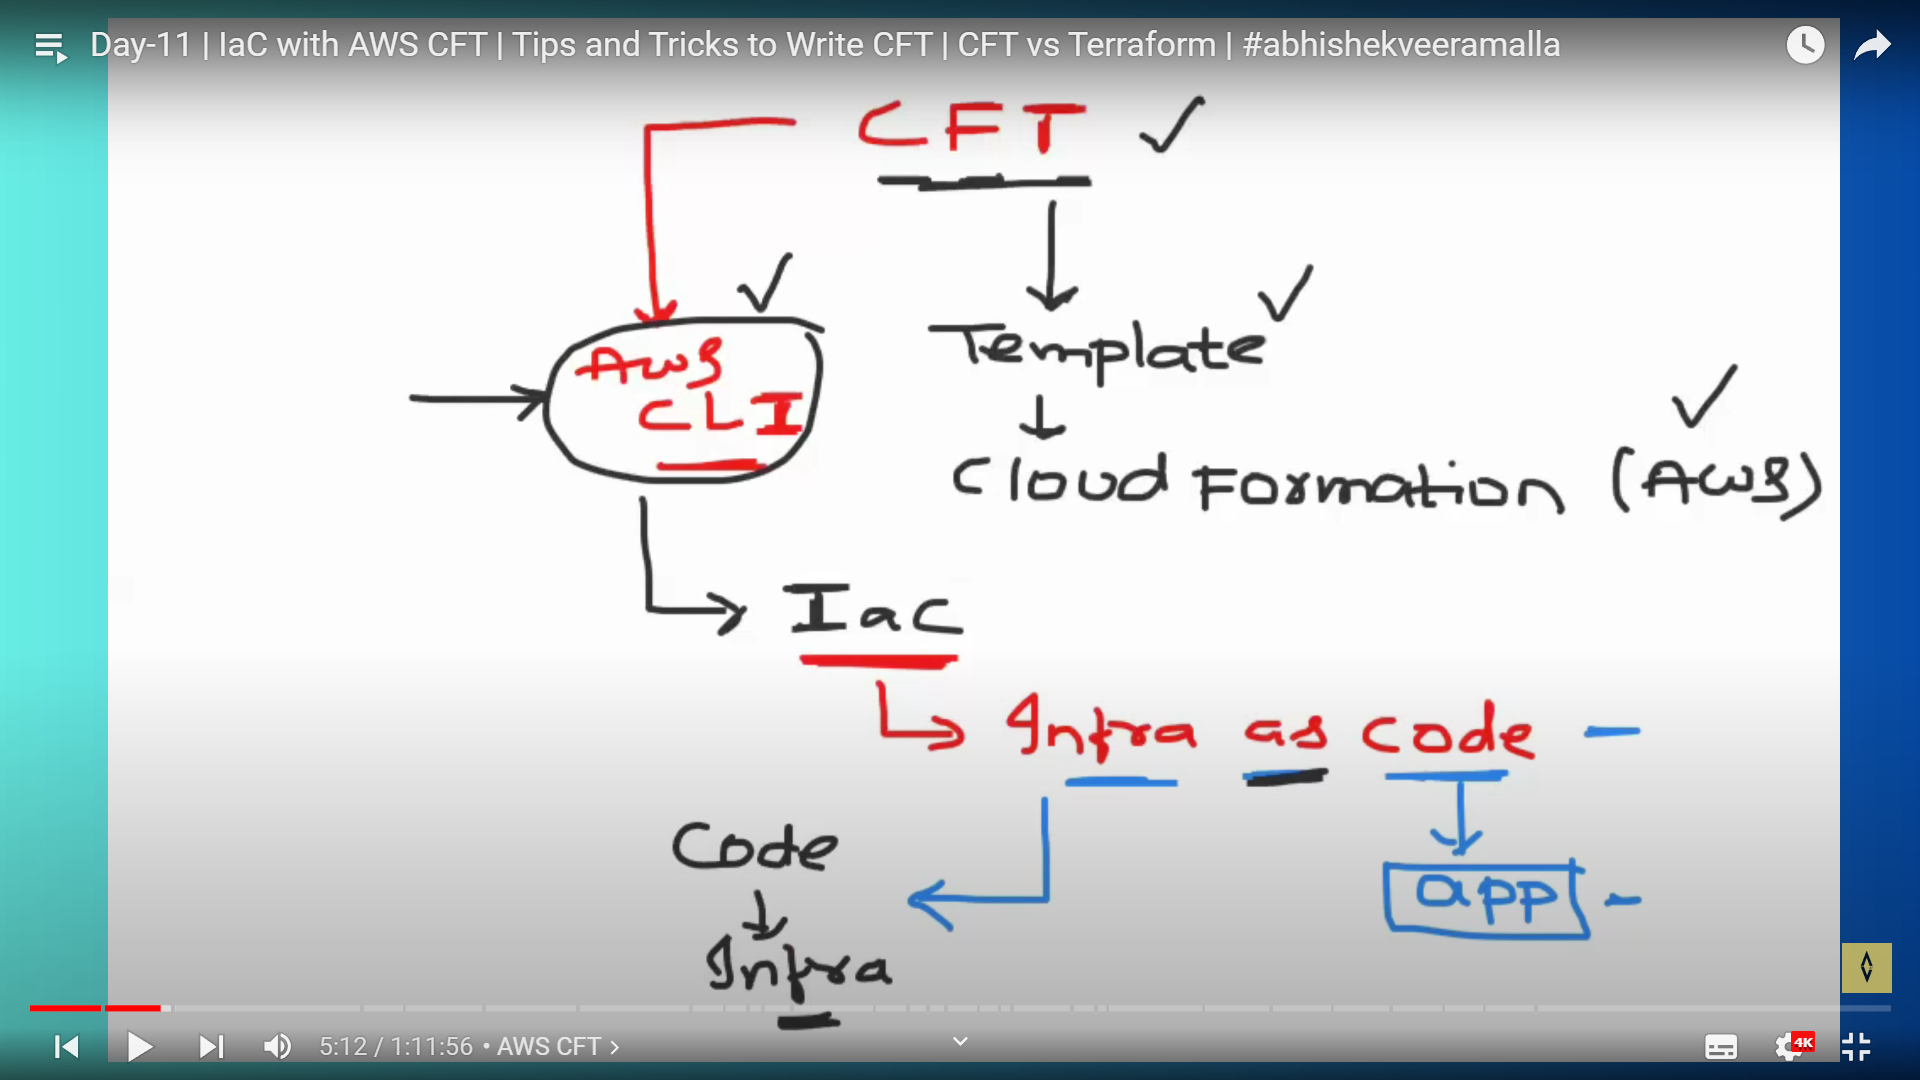 Day-11 | IaC with AWS CFT | Tips and Tricks to Write CFT | CFT vs Terraform | #abhishekveeramalla
CFT
Aws
CLI
Template
Cloud Formation (Aws)
IaC
Infra as code
Code
app
Infra
5:12 / 1:11:56 • AWS CFT >
4K